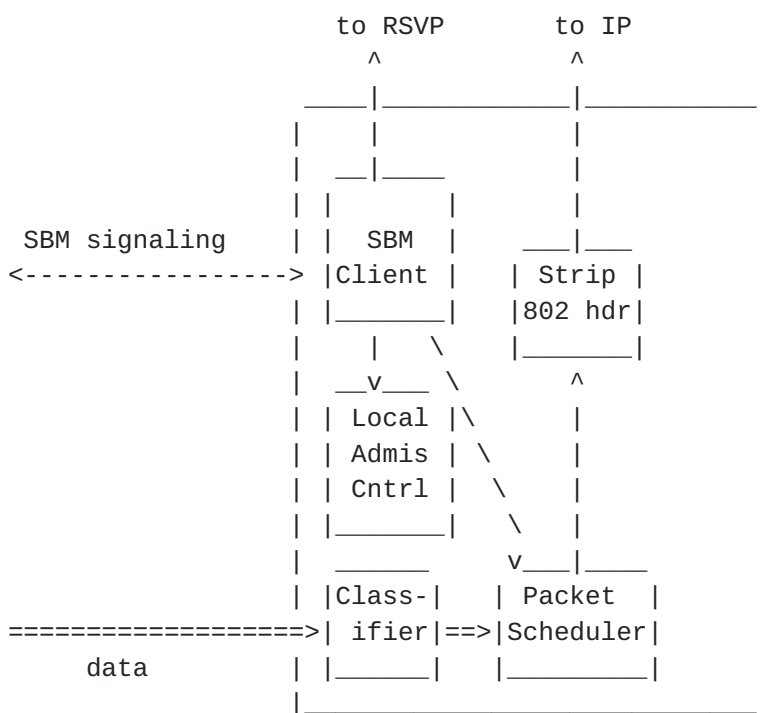 to RSVP to IP
SBM signaling SBM Strip
Client 802 hdr
Local
Admis
Cntrl
Class- Packet
ifier Scheduler
data